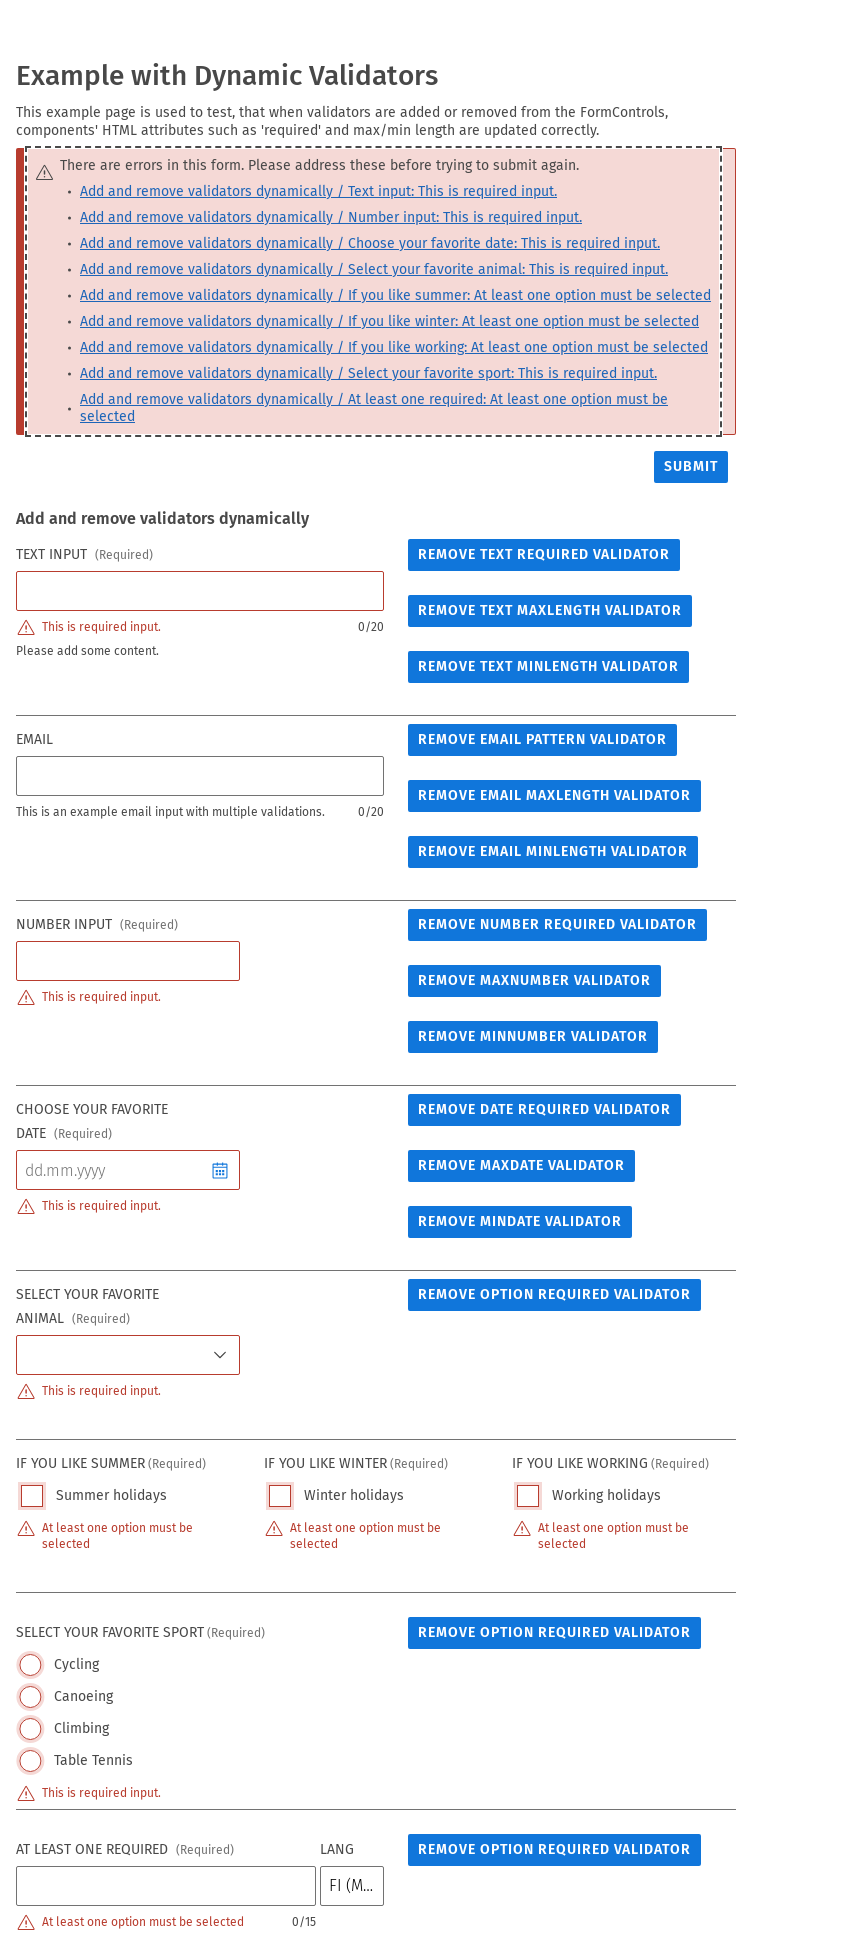 Example with Dynamic Validators
This example page is used to test, that when validators are added or removed from the FormControls,
components' HTML attributes such as 'required' and max/min length are updated correctly.
There are errors in this form. Please address these before trying to submit again.
• Add and remove validators dynamically / Text input: This is required input.
• Add and remove validators dynamically / Number input: This is required input.
• Add and remove validators dynamically / Choose your favorite date: This is required input.
• Add and remove validators dynamically / Select your favorite animal: This is required input.
• Add and remove validators dynamically / If you like summer: At least one option must be selected
• Add and remove validators dynamically / If you like winter: At least one option must be selected
• Add and remove validators dynamically / If you like working: At least one option must be selected
• Add and remove validators dynamically / Select your favorite sport: This is required input.
• Add and remove validators dynamically / At least one required: At least one option must be
selected
SUBMIT
Add and remove validators dynamically
TEXT INPUT (Required)
REMOVE TEXT REQUIRED VALIDATOR
REMOVE TEXT MAXLENGTH VALIDATOR
This is required input. 0/20
Please add some content.
REMOVE TEXT MINLENGTH VALIDATOR
EMAIL
REMOVE EMAIL PATTERN VALIDATOR
REMOVE EMAIL MAXLENGTH VALIDATOR
This is an example email input with multiple validations. 0/20
REMOVE EMAIL MINLENGTH VALIDATOR
NUMBER INPUT (Required)
REMOVE NUMBER REQUIRED VALIDATOR
REMOVE MAXNUMBER VALIDATOR
This is required input.
REMOVE MINNUMBER VALIDATOR
CHOOSE YOUR FAVORITE
DATE (Required)
REMOVE DATE REQUIRED VALIDATOR
dd.mm.yyyy
REMOVE MAXDATE VALIDATOR
This is required input.
REMOVE MINDATE VALIDATOR
SELECT YOUR FAVORITE
ANIMAL (Required)
REMOVE OPTION REQUIRED VALIDATOR
This is required input.
IF YOU LIKE SUMMER (Required)
Summer holidays
At least one option must be
selected
IF YOU LIKE WINTER (Required)
Winter holidays
At least one option must be
selected
IF YOU LIKE WORKING (Required)
Working holidays
At least one option must be
selected
SELECT YOUR FAVORITE SPORT (Required)
REMOVE OPTION REQUIRED VALIDATOR
Cycling
Canoeing
Climbing
Table Tennis
This is required input.
AT LEAST ONE REQUIRED (Required)
LANG
REMOVE OPTION REQUIRED VALIDATOR
FI (M...
At least one option must be selected 0/15